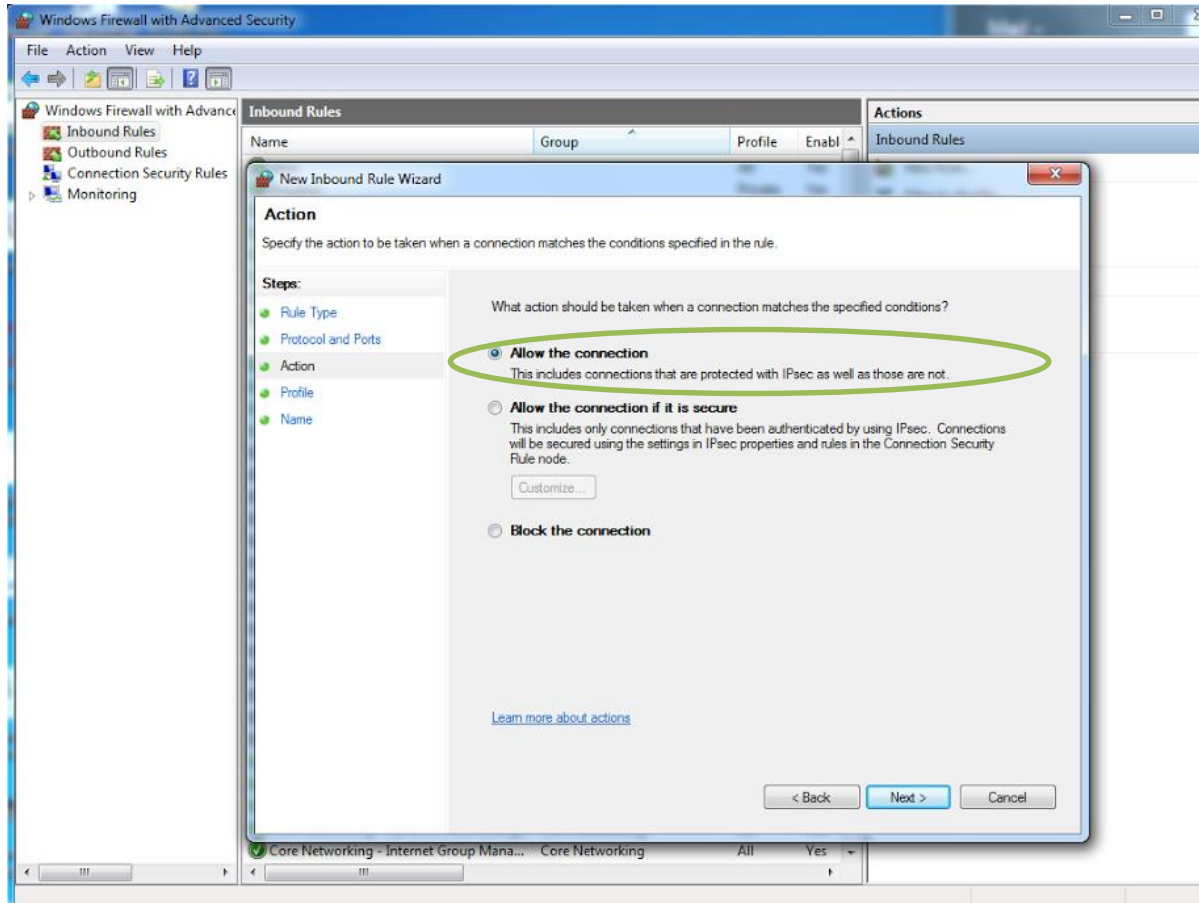 Windows Firewall with Advanced Security
File Action View Help
Windows Firewall with Advance
Inbound Rules
Outbound Rules
Connection Security Rules
Monitoring
Inbound Rules
Name Group Profile Enabl
Actions
Inbound Rules
New Inbound Rule Wizard
Action
Specify the action to be taken when a connection matches the conditions specified in the rule.
Steps:
Rule Type
Protocol and Ports
Action
Profile
Name
What action should be taken when a connection matches the specified conditions?
Allow the connection
This includes connections that are protected with IPsec as well as those are not.
Allow the connection if it is secure
This includes only connections that have been authenticated by using IPsec. Connections
will be secured using the settings in IPsec properties and rules in the Connection Security
Rule node.
Customize...
Block the connection
Learn more about actions
< Back Next > Cancel
Core Networking - Internet Group Mana... Core Networking All Yes